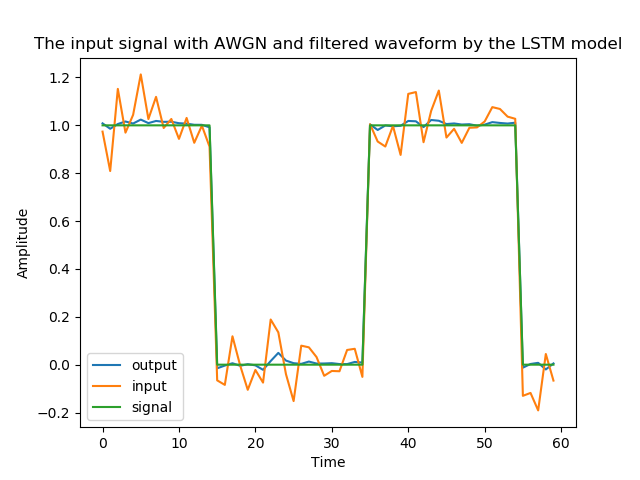 The input signal with AWGN and filtered waveform by the LSTM model
1.2
1.0
0.8
0.6
0.4
0.2
0.0
−0.2
Amplitude
output
input
signal
0 10 20 30 40 50 60
Time